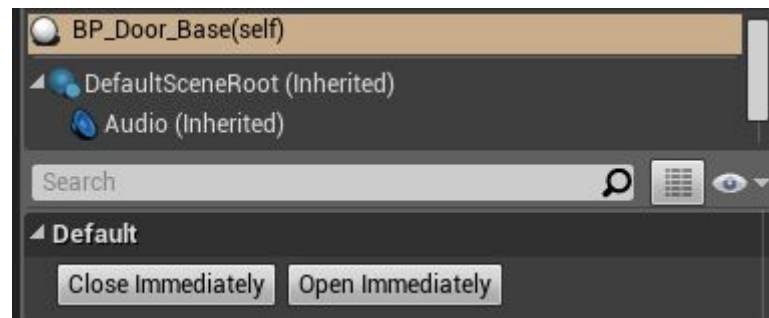 BP_Door_Base(self)
DefaultSceneRoot (Inherited)
Audio (Inherited)
Search
Default
Close Immediately Open Immediately